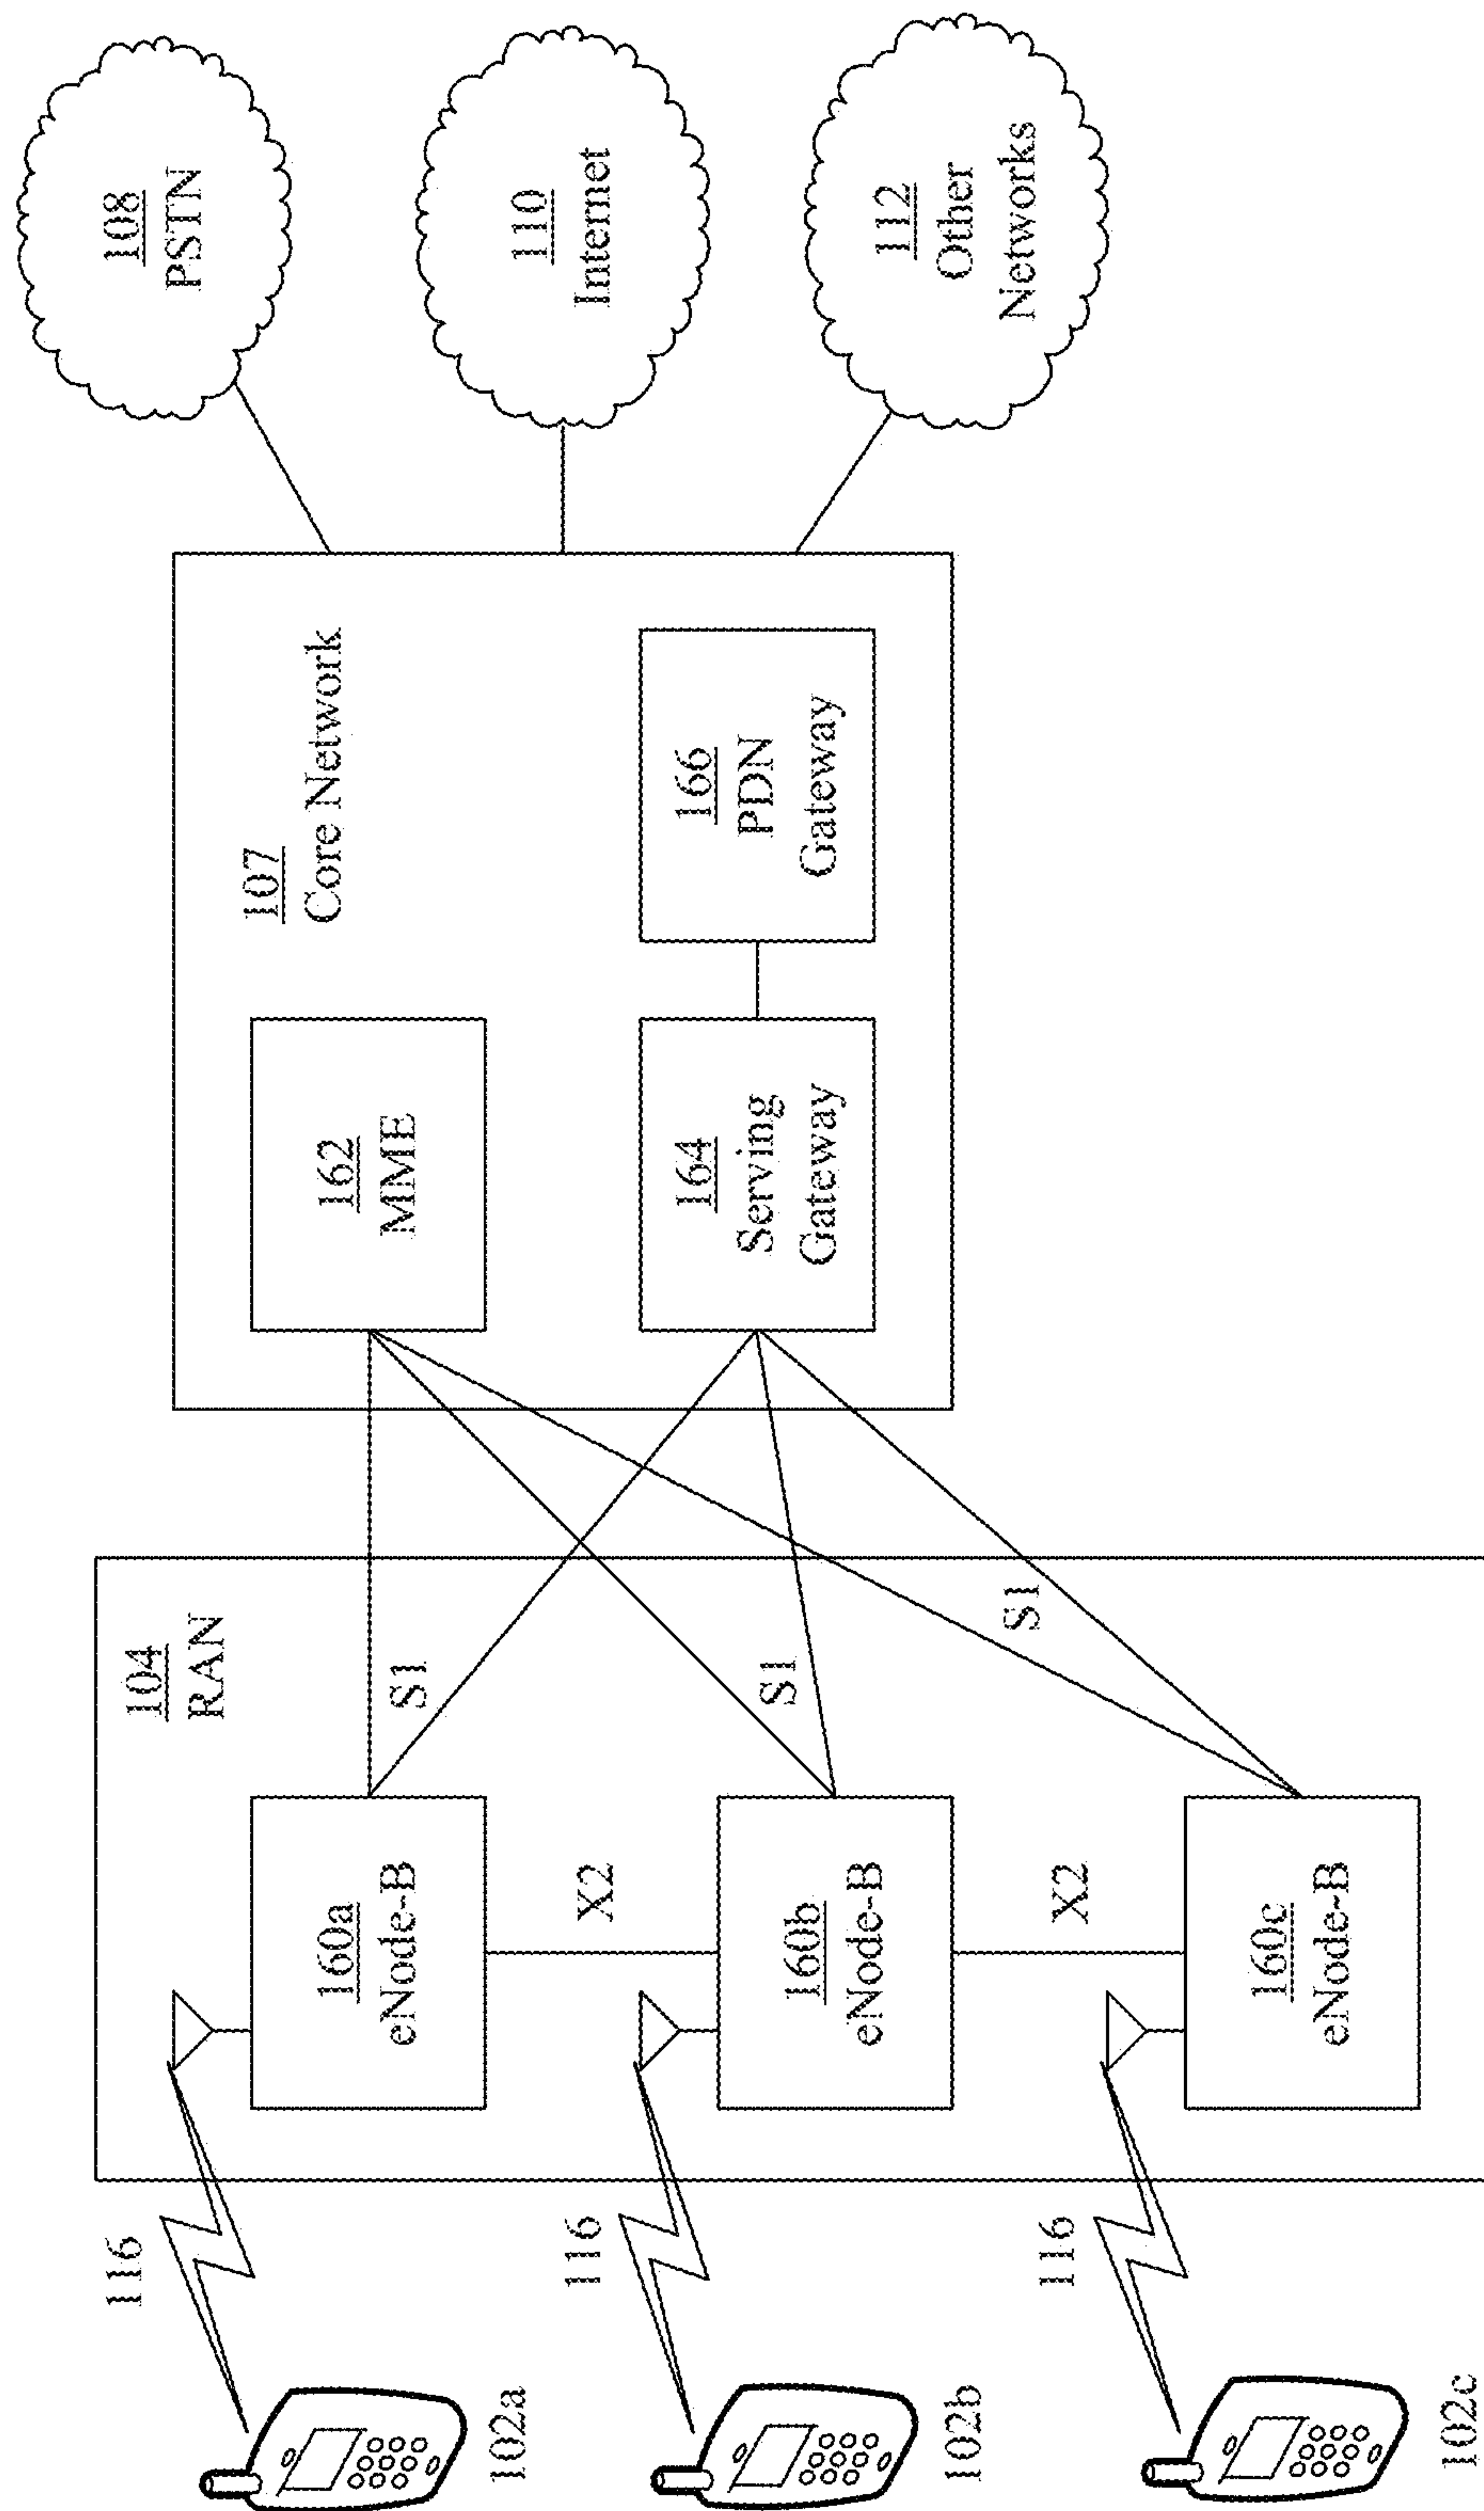 116
102a
116
102b
116
102c
104
RAN
160a
eNode-B
X2
160b
eNode-B
X2
160c
eNode-B
S1
S1
S1
107
Core Network
162
MME
164
Serving
Gateway
166
PDN
Gateway
108
PSTN
110
Internet
112
Other
Networks